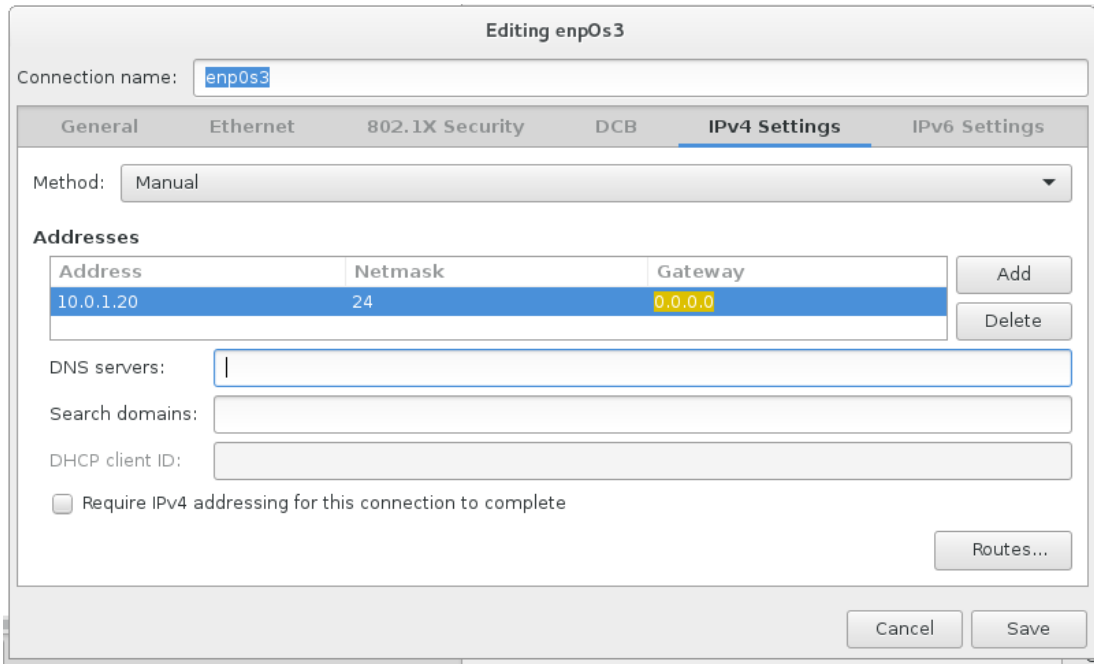 Editing enp0s3
Connection name: enp0s3
General Ethernet 802.1X Security DCB IPv4 Settings IPv6 Settings
Method: Manual
Addresses
Address Netmask Gateway Add
10.0.1.20 24 0.0.0.0
Delete
DNS servers:
Search domains:
DHCP client ID:
Require IPv4 addressing for this connection to complete
Routes...
Cancel Save